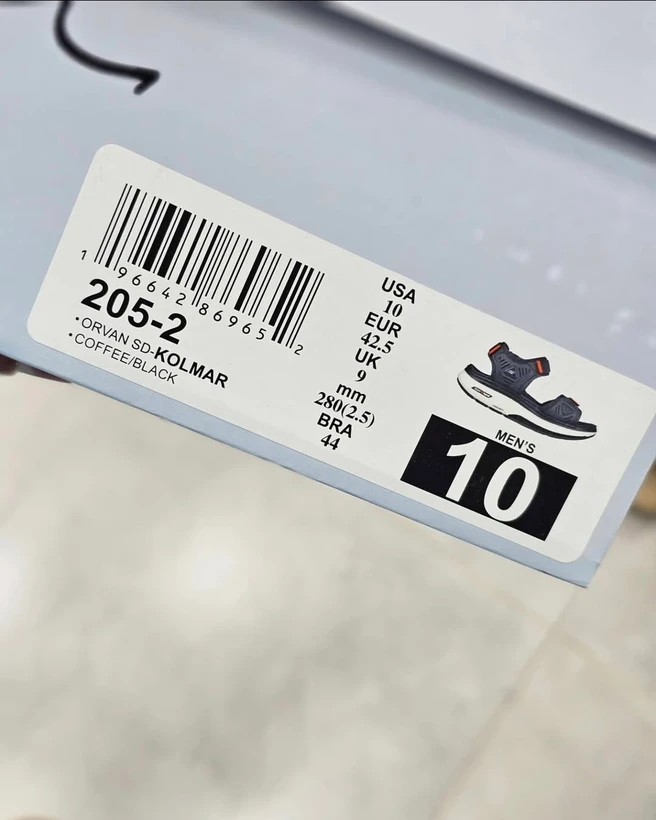 1 96642 86965 2
205-2
•ORVAN SD-KOLMAR
•COFFEE/BLACK
USA
10
EUR
42.5
UK
9
mm
280(2.5)
BRA
44
MEN'S
10